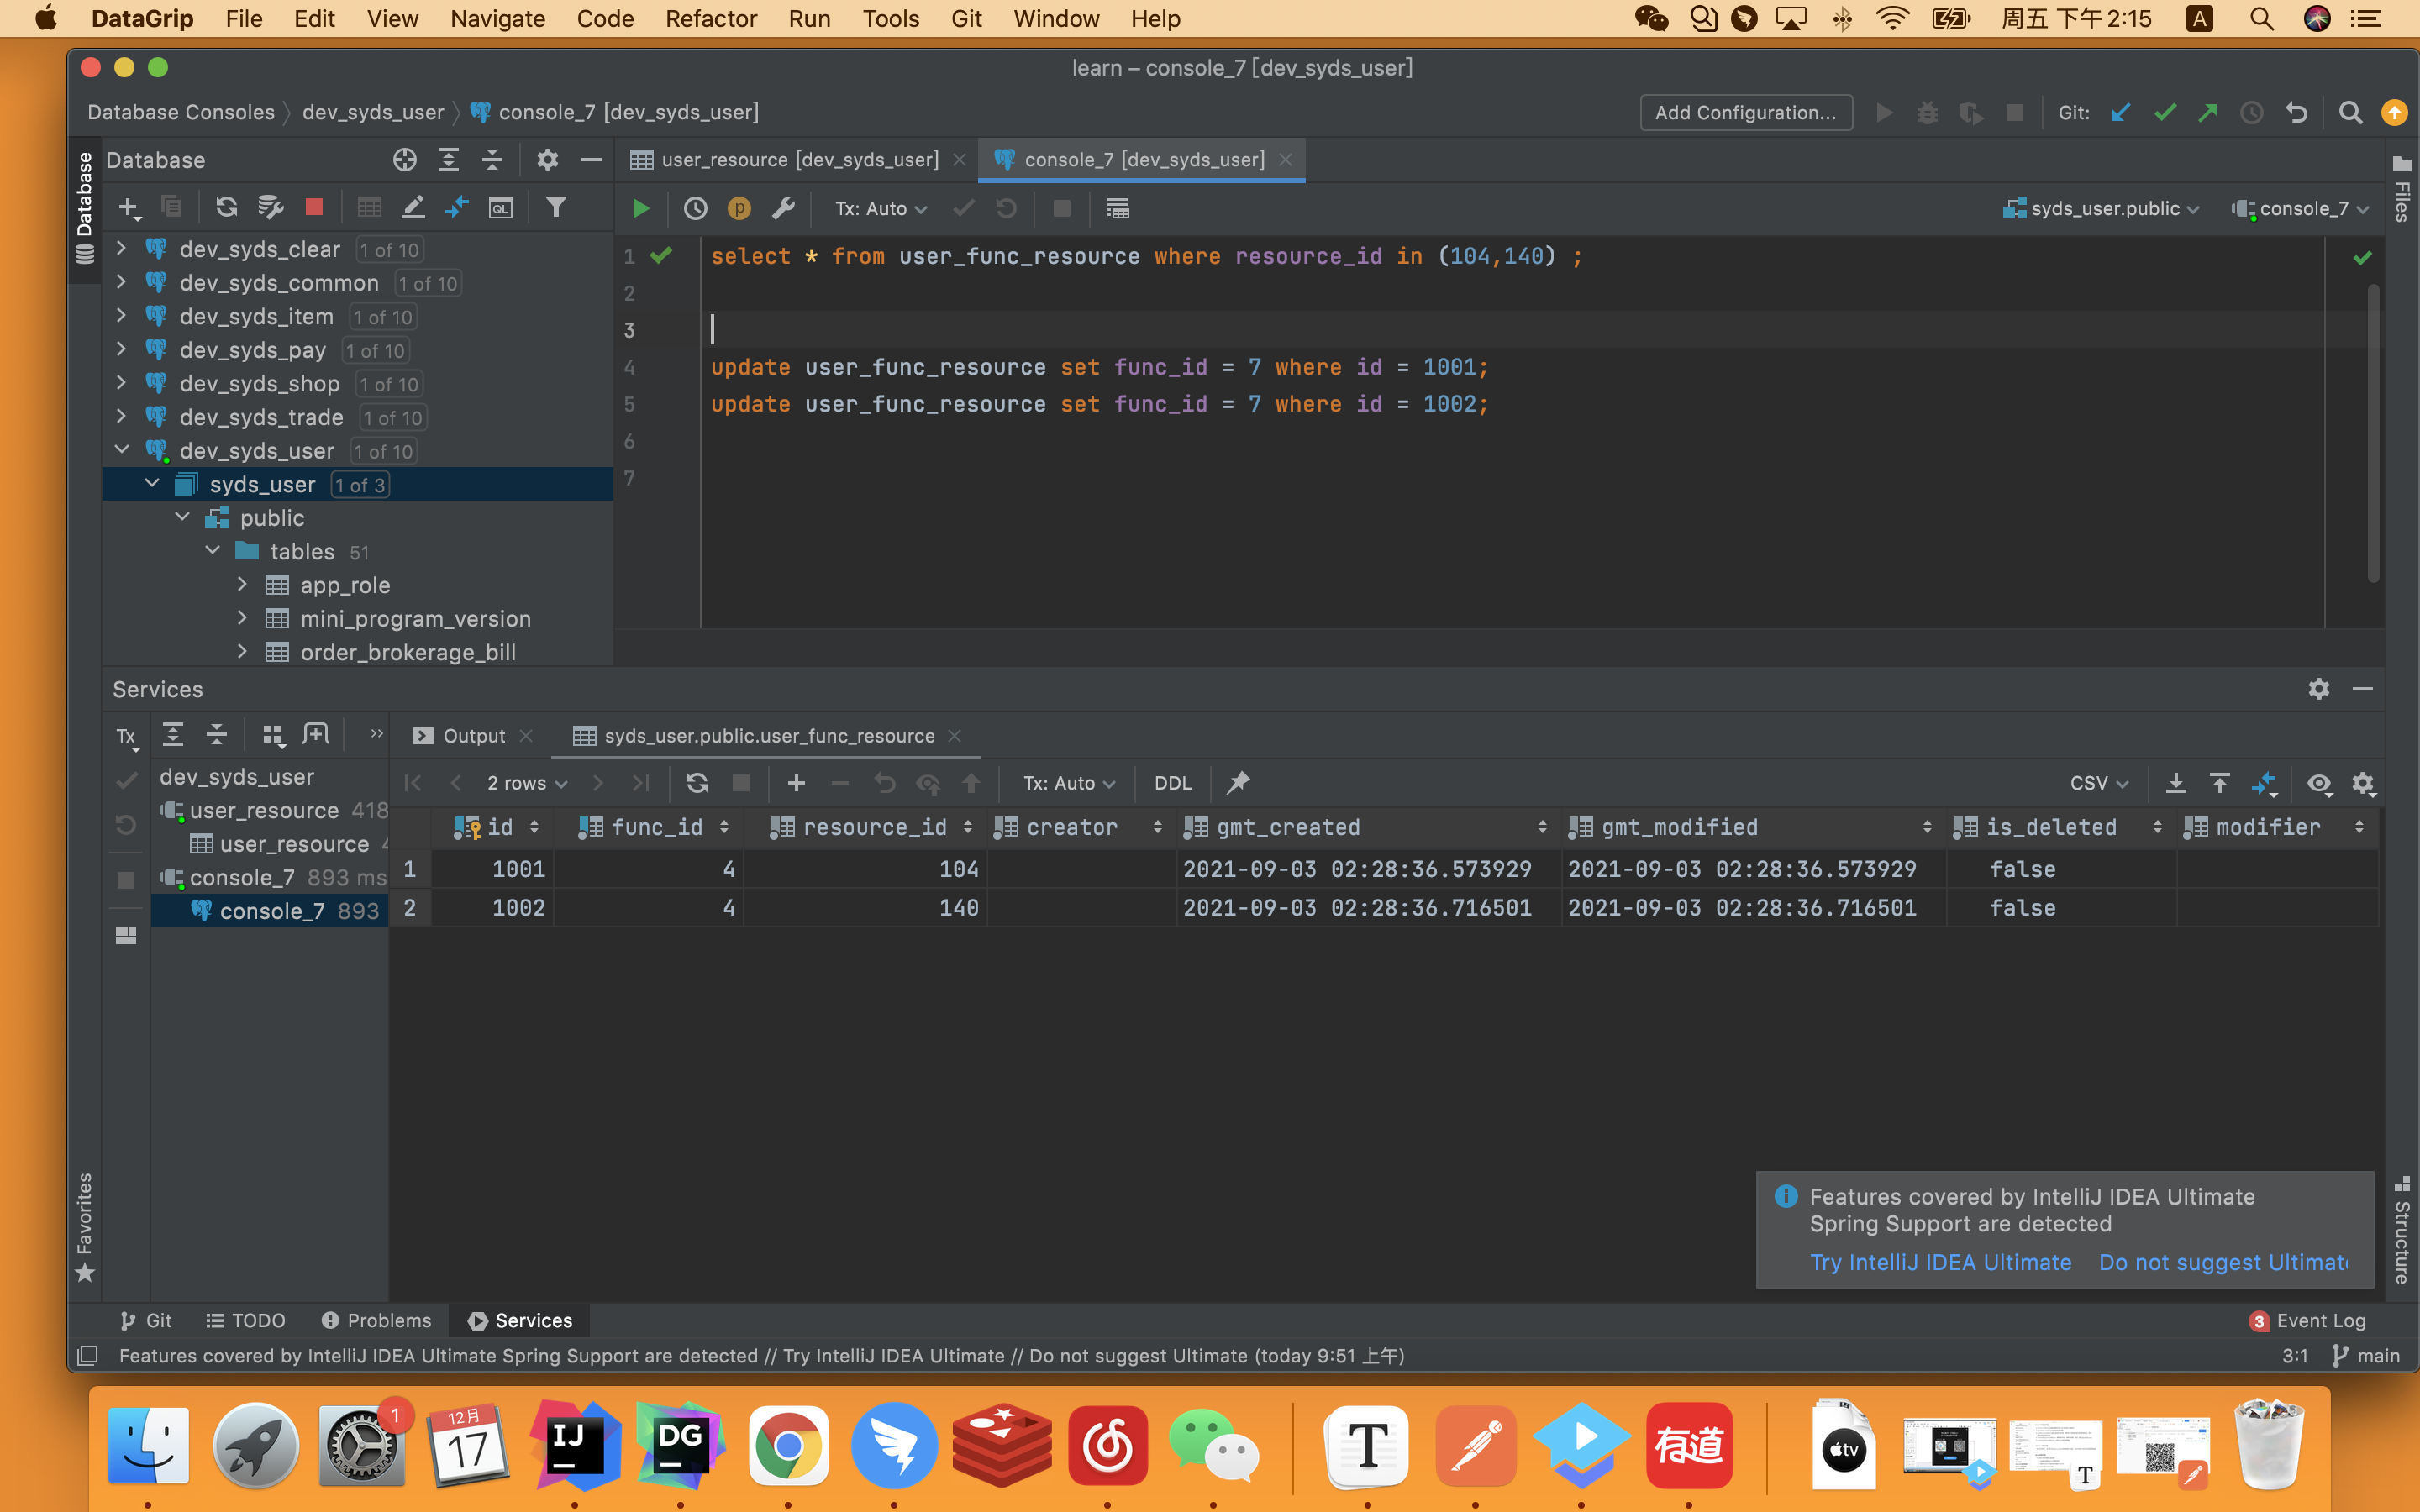 DataGrip File Edit View Navigate Code Refactor Run Tools Git Window Help 周五 下午 2:15 A
learn – console_7 [dev_syds_user]
Database Consoles dev_syds_user console_7 [dev_syds_user] Add Configuration... Git:
Database
Database
user_resource [dev_syds_user] console_7 [dev_syds_user]
Files
QL
p Tx: Auto syds_user.public console_7
dev_syds_clear 1 of 10
dev_syds_common 1 of 10
dev_syds_item 1 of 10
dev_syds_pay 1 of 10
dev_syds_shop 1 of 10
dev_syds_trade 1 of 10
dev_syds_user 1 of 10
syds_user 1 of 3
public
tables 51
app_role
mini_program_version
order_brokerage_bill
1 select * from user_func_resource where resource_id in (104,140) ;
2
3
4 update user_func_resource set func_id = 7 where id = 1001;
5 update user_func_resource set func_id = 7 where id = 1002;
6
7
Services
Tx
Output syds_user.public.user_func_resource
dev_syds_user
user_resource 418
user_resource
console_7 893 ms
console_7 893
2 rows Tx: Auto DDL CSV
id func_id resource_id creator gmt_created gmt_modified is_deleted modifier
1 1001 4 104 2021-09-03 02:28:36.573929 2021-09-03 02:28:36.573929 false
2 1002 4 140 2021-09-03 02:28:36.716501 2021-09-03 02:28:36.716501 false
Features covered by IntelliJ IDEA Ultimate
Spring Support are detected
Try IntelliJ IDEA Ultimate Do not suggest Ultimat
Favorites
Structure
Git TODO Problems Services 3 Event Log
Features covered by IntelliJ IDEA Ultimate Spring Support are detected // Try IntelliJ IDEA Ultimate // Do not suggest Ultimate (today 9:51 上午) 3:1 main
1
12月
17
IJ
DG
T
有道
tv
T